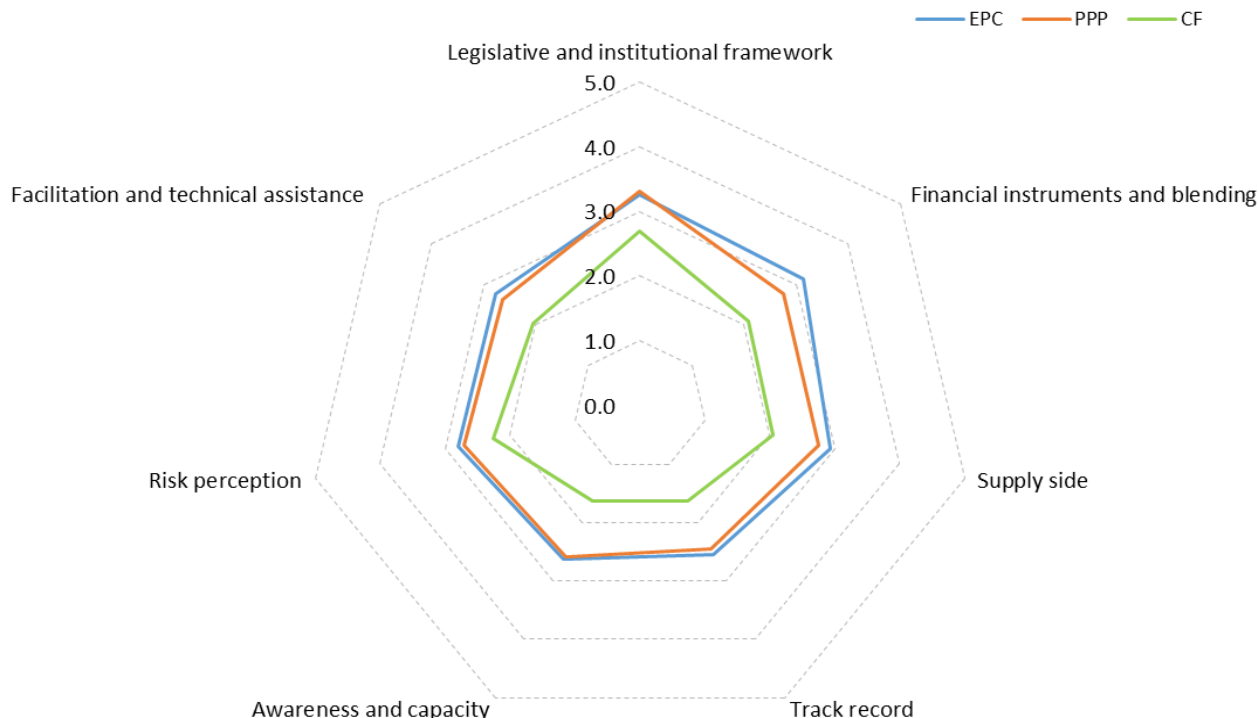 EPC PPP CF
Legislative and institutional framework
5.0
4.0
Facilitation and technical assistance
Financial instruments and blending
3.0
2.0
1.0
0.0
Risk perception
Supply side
Awareness and capacity
Track record